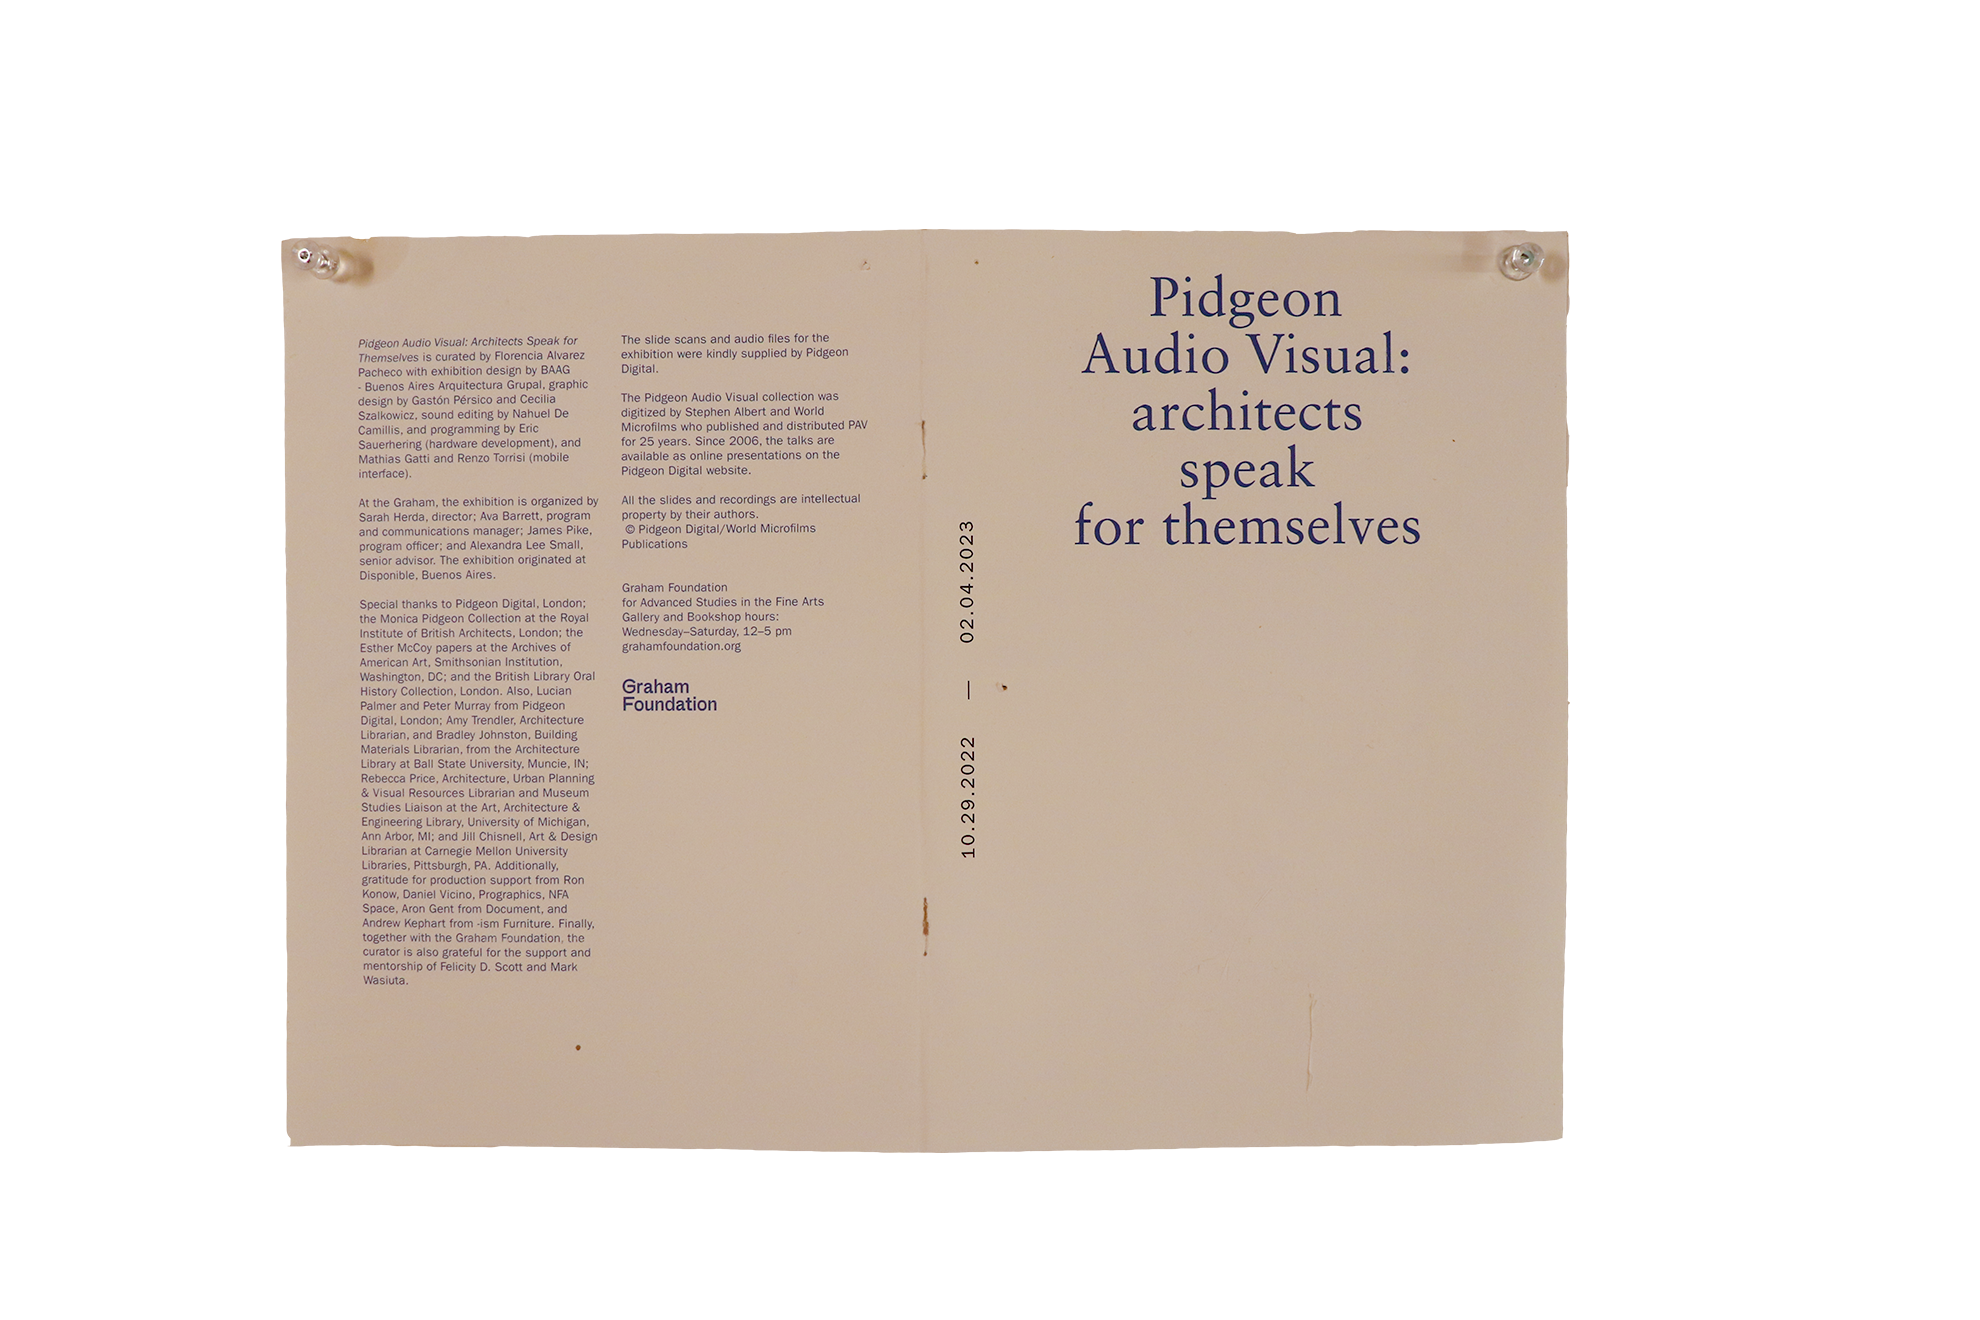 Pidgeon Audio Visual: Architects Speak for
Themselves is curated by Florencia Alvarez
Pacheco with exhibition design by BAAG
- Buenos Aires Arquitectura Grupal, graphic
design by Gastón Pérsico and Cecilia
Szalkowicz, sound editing by Nahuel De
Camillis, and programming by Eric
Sauerhering (hardware development), and
Mathias Gatti and Renzo Torrisi (mobile
interface).
At the Graham, the exhibition is organized by
Sarah Herda, director; Ava Barrett, program
and communications manager; James Pike,
program officer; and Alexandra Lee Small,
senior advisor. The exhibition originated at
Disponible, Buenos Aires.
Special thanks to Pidgeon Digital, London;
the Monica Pidgeon Collection at the Royal
Institute of British Architects, London; the
Esther McCoy papers at the Archives of
American Art, Smithsonian Institution,
Washington, DC; and the British Library Oral
History Collection, London. Also, Lucian
Palmer and Peter Murray from Pidgeon
Digital, London; Amy Trendler, Architecture
Librarian, and Bradley Johnston, Building
Materials Librarian, from the Architecture
Library at Ball State University, Muncie, IN;
Rebecca Price, Architecture, Urban Planning
& Visual Resources Librarian and Museum
Studies Liaison at the Art, Architecture &
Engineering Library, University of Michigan,
Ann Arbor, MI; and Jill Chisnell, Art & Design
Librarian at Carnegie Mellon University
Libraries, Pittsburgh, PA. Additionally,
gratitude for production support from Ron
Konow, Daniel Vicino, Prographics, NFA
Space, Aron Gent from Document, and
Andrew Kephart from -ism Furniture. Finally,
together with the Graham Foundation, the
curator is also grateful for the support and
mentorship of Felicity D. Scott and Mark
Wasiuta.
The slide scans and audio files for the
exhibition were kindly supplied by Pidgeon
Digital.
The Pidgeon Audio Visual collection was
digitized by Stephen Albert and World
Microfilms who published and distributed PAV
for 25 years. Since 2006, the talks are
available as online presentations on the
Pidgeon Digital website.
All the slides and recordings are intellectual
property by their authors.
© Pidgeon Digital/World Microfilms
Publications
Graham Foundation
for Advanced Studies in the Fine Arts
Gallery and Bookshop hours:
Wednesday–Saturday, 12–5 pm
grahamfoundation.org
Graham
Foundation
10.29.2022 — 02.04.2023
Pidgeon
Audio Visual:
architects
speak
for themselves